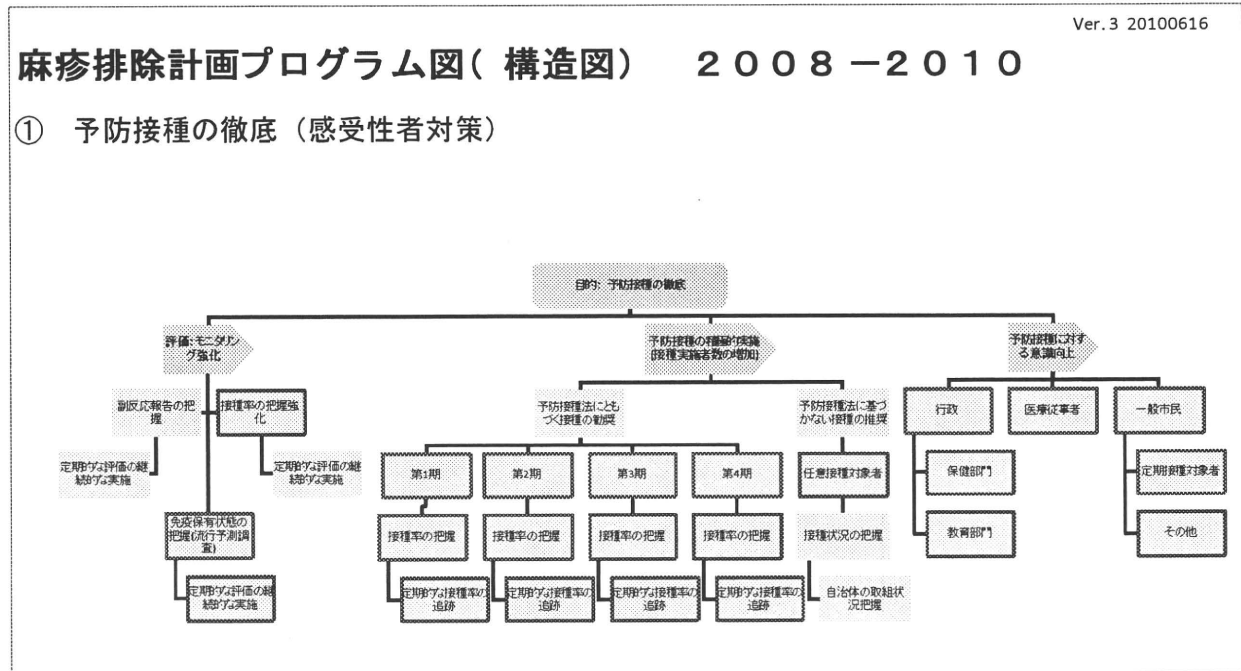 Ver.3 20100616
麻疹排除計画プログラム図( 構造図)　２００８－２０１０
①　予防接種の徹底（感受性者対策）
目的: 予防接種の徹底
評価:モニタリン
グ強化
予防接種の積極的実施
(接種実施者数の増加)
予防接種に対す
る意識向上
副反応報告の把
握
接種率の把握強
化
定期的な評価の継
続的な実施
定期的な評価の継
続的な実施
免疫保有状態の
把握(流行予測調
査)
定期的な評価の継
続的な実施
予防接種法にとも
づく接種の勧奨
予防接種法に基づ
かない接種の推奨
第1期
第2期
第3期
第4期
任意接種対象者
接種率の把握
接種率の把握
接種率の把握
接種率の把握
接種状況の把握
定期的な接種率の
追跡
定期的な接種率の
追跡
定期的な接種率の
追跡
定期的な接種率の
追跡
自治体の取組状
況把握
行政
医療従事者
一般市民
保健部門
教育部門
定期接種対象者
その他